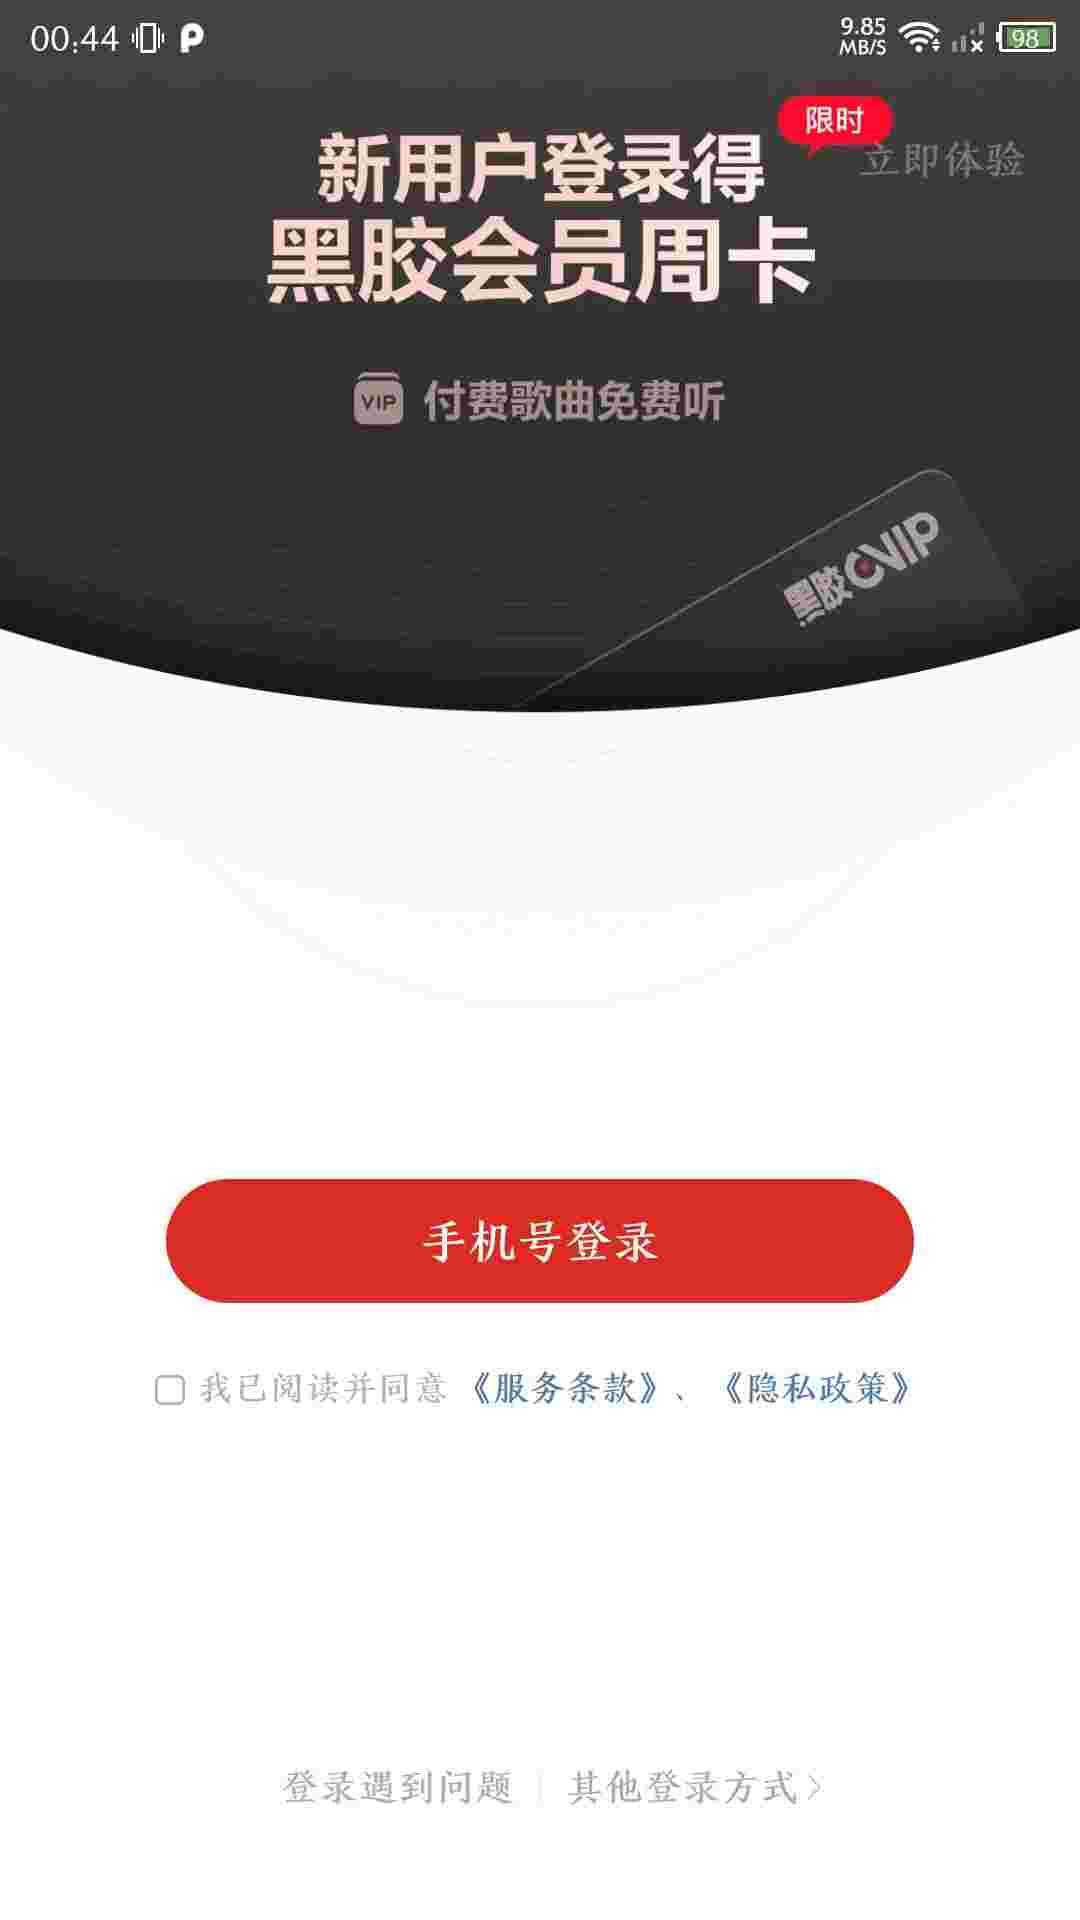 00:44
9.85
MB/S
98
限时
立即体验
新用户登录得
黑胶会员周卡
VIP 付费歌曲免费听
黑胶VIP
手机号登录
我已阅读并同意 《服务条款》、《隐私政策》
登录遇到问题 | 其他登录方式